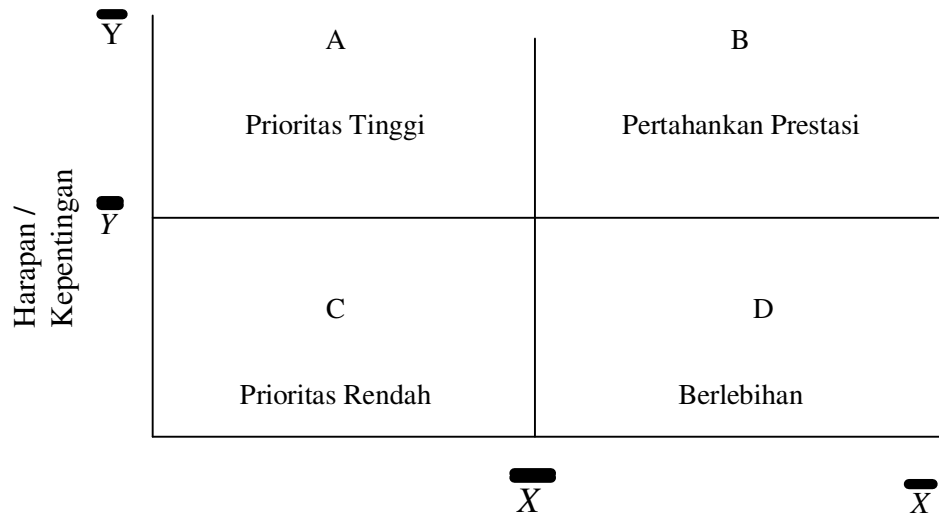 Y̅
A B
Prioritas Tinggi Pertahankan Prestasi
Harapan /
Kepentingan
Y̿
C D
Prioritas Rendah Berlebihan
X̿
X̅